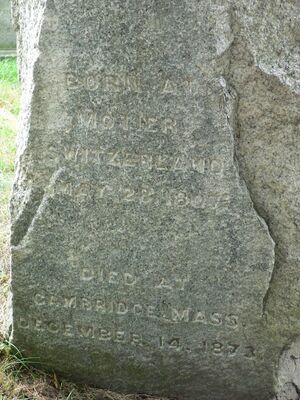 BORN AT
MOTIER
SWITZERLAND
MAY. 28. 1807.
DIED AT
CAMBRIDGE, MASS.
DECEMBER. 14. 1873.